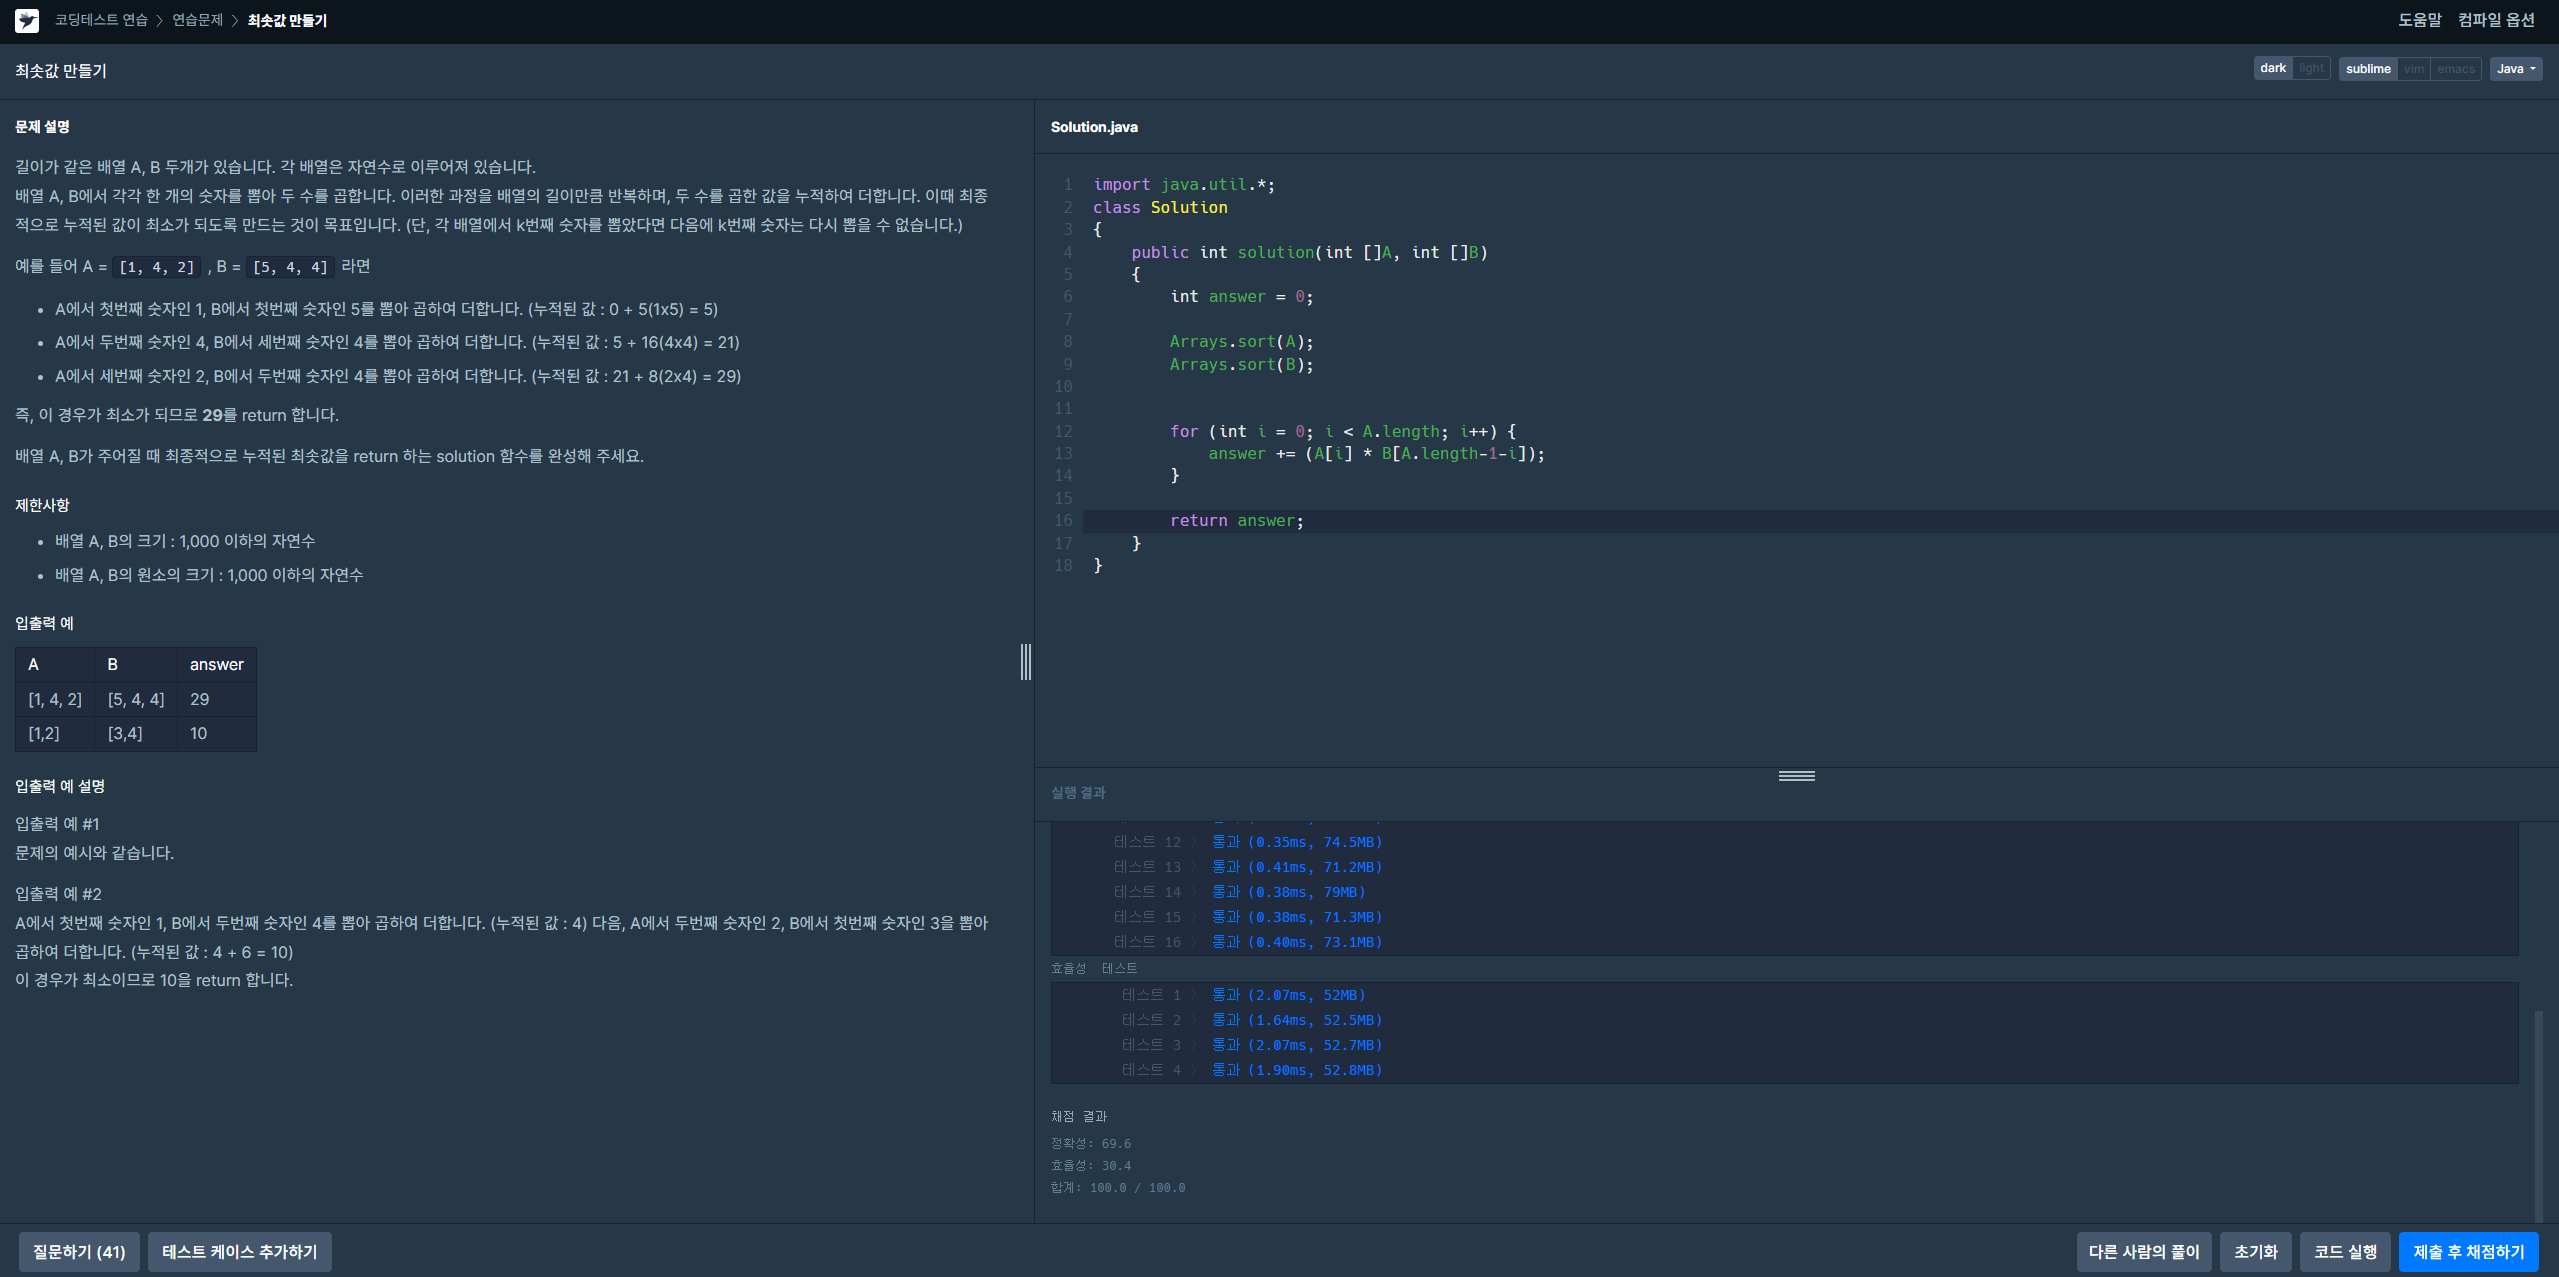 코딩테스트 연습 > 연습문제 > 최솟값 만들기
도움말 컴파일 옵션
최솟값 만들기
dark light sublime vim emacs Java
문제 설명
길이가 같은 배열 A, B 두개가 있습니다. 각 배열은 자연수로 이루어져 있습니다.
배열 A, B에서 각각 한 개의 숫자를 뽑아 두 수를 곱합니다. 이러한 과정을 배열의 길이만큼 반복하며, 두 수를 곱한 값을 누적하여 더합니다. 이때 최종
적으로 누적된 값이 최소가 되도록 만드는 것이 목표입니다. (단, 각 배열에서 k번째 숫자를 뽑았다면 다음에 k번째 숫자는 다시 뽑을 수 없습니다.)
예를 들어 A = [1, 4, 2] , B = [5, 4, 4] 라면
• A에서 첫번째 숫자인 1, B에서 첫번째 숫자인 5를 뽑아 곱하여 더합니다. (누적된 값 : 0 + 5(1x5) = 5)
• A에서 두번째 숫자인 4, B에서 세번째 숫자인 4를 뽑아 곱하여 더합니다. (누적된 값 : 5 + 16(4x4) = 21)
• A에서 세번째 숫자인 2, B에서 두번째 숫자인 4를 뽑아 곱하여 더합니다. (누적된 값 : 21 + 8(2x4) = 29)
즉, 이 경우가 최소가 되므로 29를 return 합니다.
배열 A, B가 주어질 때 최종적으로 누적된 최솟값을 return 하는 solution 함수를 완성해 주세요.
제한사항
• 배열 A, B의 크기 : 1,000 이하의 자연수
• 배열 A, B의 원소의 크기 : 1,000 이하의 자연수
입출력 예
A B answer
[1, 4, 2] [5, 4, 4] 29
[1,2] [3,4] 10
입출력 예 설명
입출력 예 #1
문제의 예시와 같습니다.
입출력 예 #2
A에서 첫번째 숫자인 1, B에서 두번째 숫자인 4를 뽑아 곱하여 더합니다. (누적된 값 : 4) 다음, A에서 두번째 숫자인 2, B에서 첫번째 숫자인 3을 뽑아
곱하여 더합니다. (누적된 값 : 4 + 6 = 10)
이 경우가 최소이므로 10을 return 합니다.
Solution.java
1 import java.util.*;
2 class Solution
3 {
4 public int solution(int []A, int []B)
5 {
6 int answer = 0;
7
8 Arrays.sort(A);
9 Arrays.sort(B);
10
11
12 for (int i = 0; i < A.length; i++) {
13 answer += (A[i] * B[A.length-1-i]);
14 }
15
16 return answer;
17 }
18 }
실행 결과
테스트 12 > 통과 (0.35ms, 74.5MB)
테스트 13 > 통과 (0.41ms, 71.2MB)
테스트 14 > 통과 (0.38ms, 79MB)
테스트 15 > 통과 (0.38ms, 71.3MB)
테스트 16 > 통과 (0.40ms, 73.1MB)
효율성 테스트
테스트 1 > 통과 (2.07ms, 52MB)
테스트 2 > 통과 (1.64ms, 52.5MB)
테스트 3 > 통과 (2.07ms, 52.7MB)
테스트 4 > 통과 (1.90ms, 52.8MB)
채점 결과
정확성: 69.6
효율성: 30.4
합계: 100.0 / 100.0
질문하기 (41) 테스트 케이스 추가하기
다른 사람의 풀이 초기화 코드 실행 제출 후 채점하기